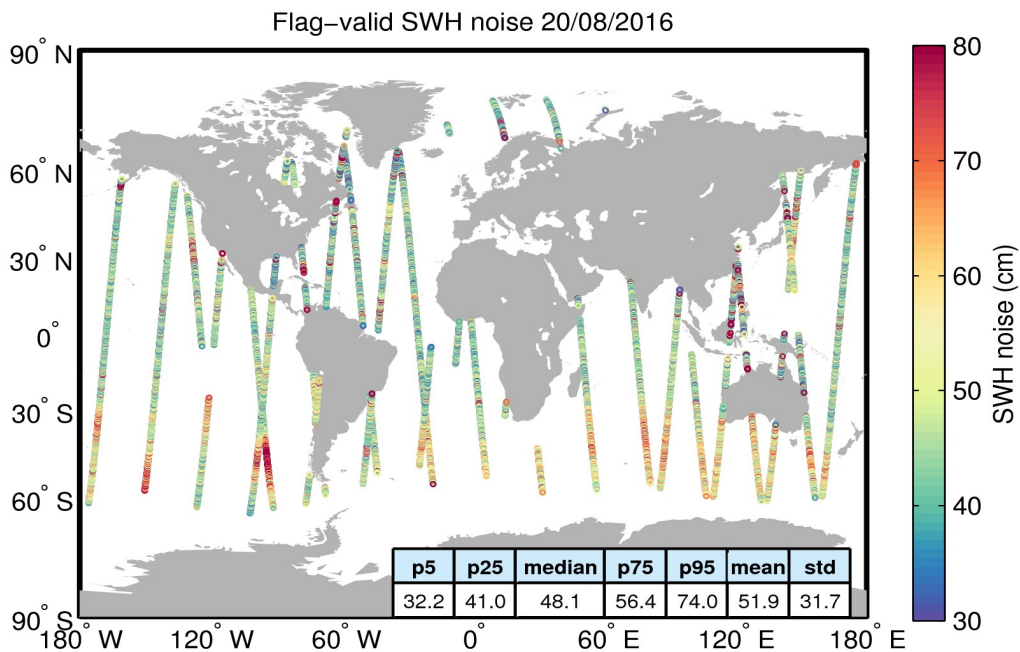 Flag−valid SWH noise 20/08/2016
90° N
60° N
30° N
0°
30° S
60° S
90° S
180° W
120° W
60° W
0°
60° E
120° E
180° E
p5 p25 median p75 p95 mean std
32.2 41.0 48.1 56.4 74.0 51.9 31.7
80
70
60
50
40
30
SWH noise (cm)